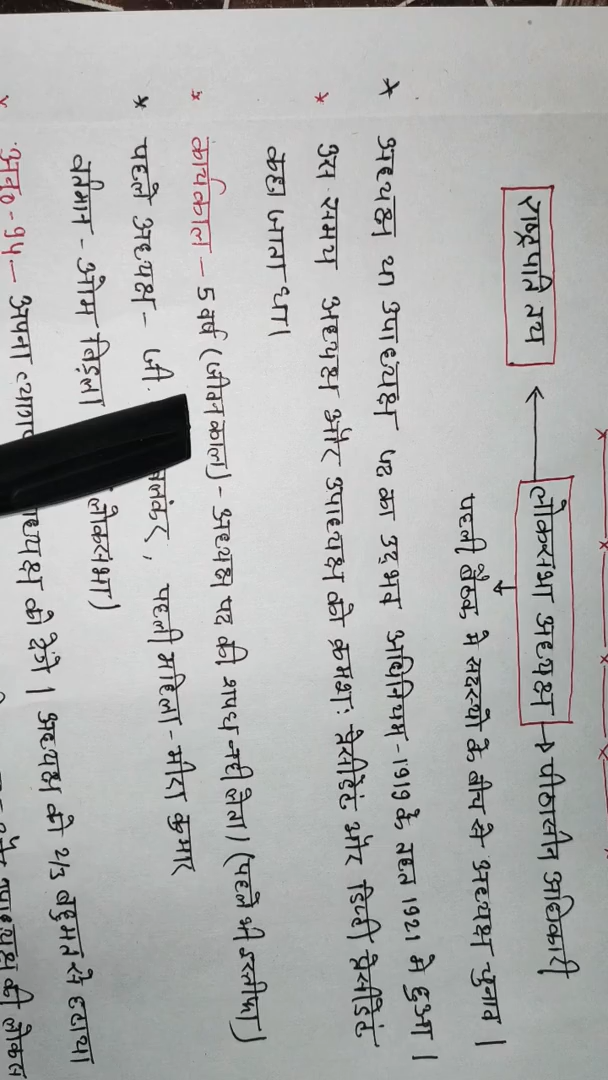 राष्ट्रपति तय ← लोकसभा अध्यक्ष → पीठासीन अधिकारी
पहली बैठक मे सदस्यो के बीच से अध्यक्ष चुनाव |
* अध्यक्ष या उपाध्यक्ष पद का उद्भव अधिनियम - 1919 के तहत 1921 मे हुआ |
* उस समय अध्यक्ष और उपाध्यक्ष को क्रमशः प्रेसीडेंट और डिप्टी प्रेसीडेंट
कहा जाता था |
* कार्यकाल - 5 वर्ष (जीवनकाल) - अध्यक्ष पद की शपथ नही लेता | (पहले भी इस्तीफा)
* पहले अध्यक्ष - जी. , पहली महिला - मीरा कुमार
वर्तमान - ओम बिड़ला लोकसभा)
* अनु० - 94 - अपना को देंगे | अध्यक्ष को 2/3 बहुमत से हटाया
उपाध्यक्ष की